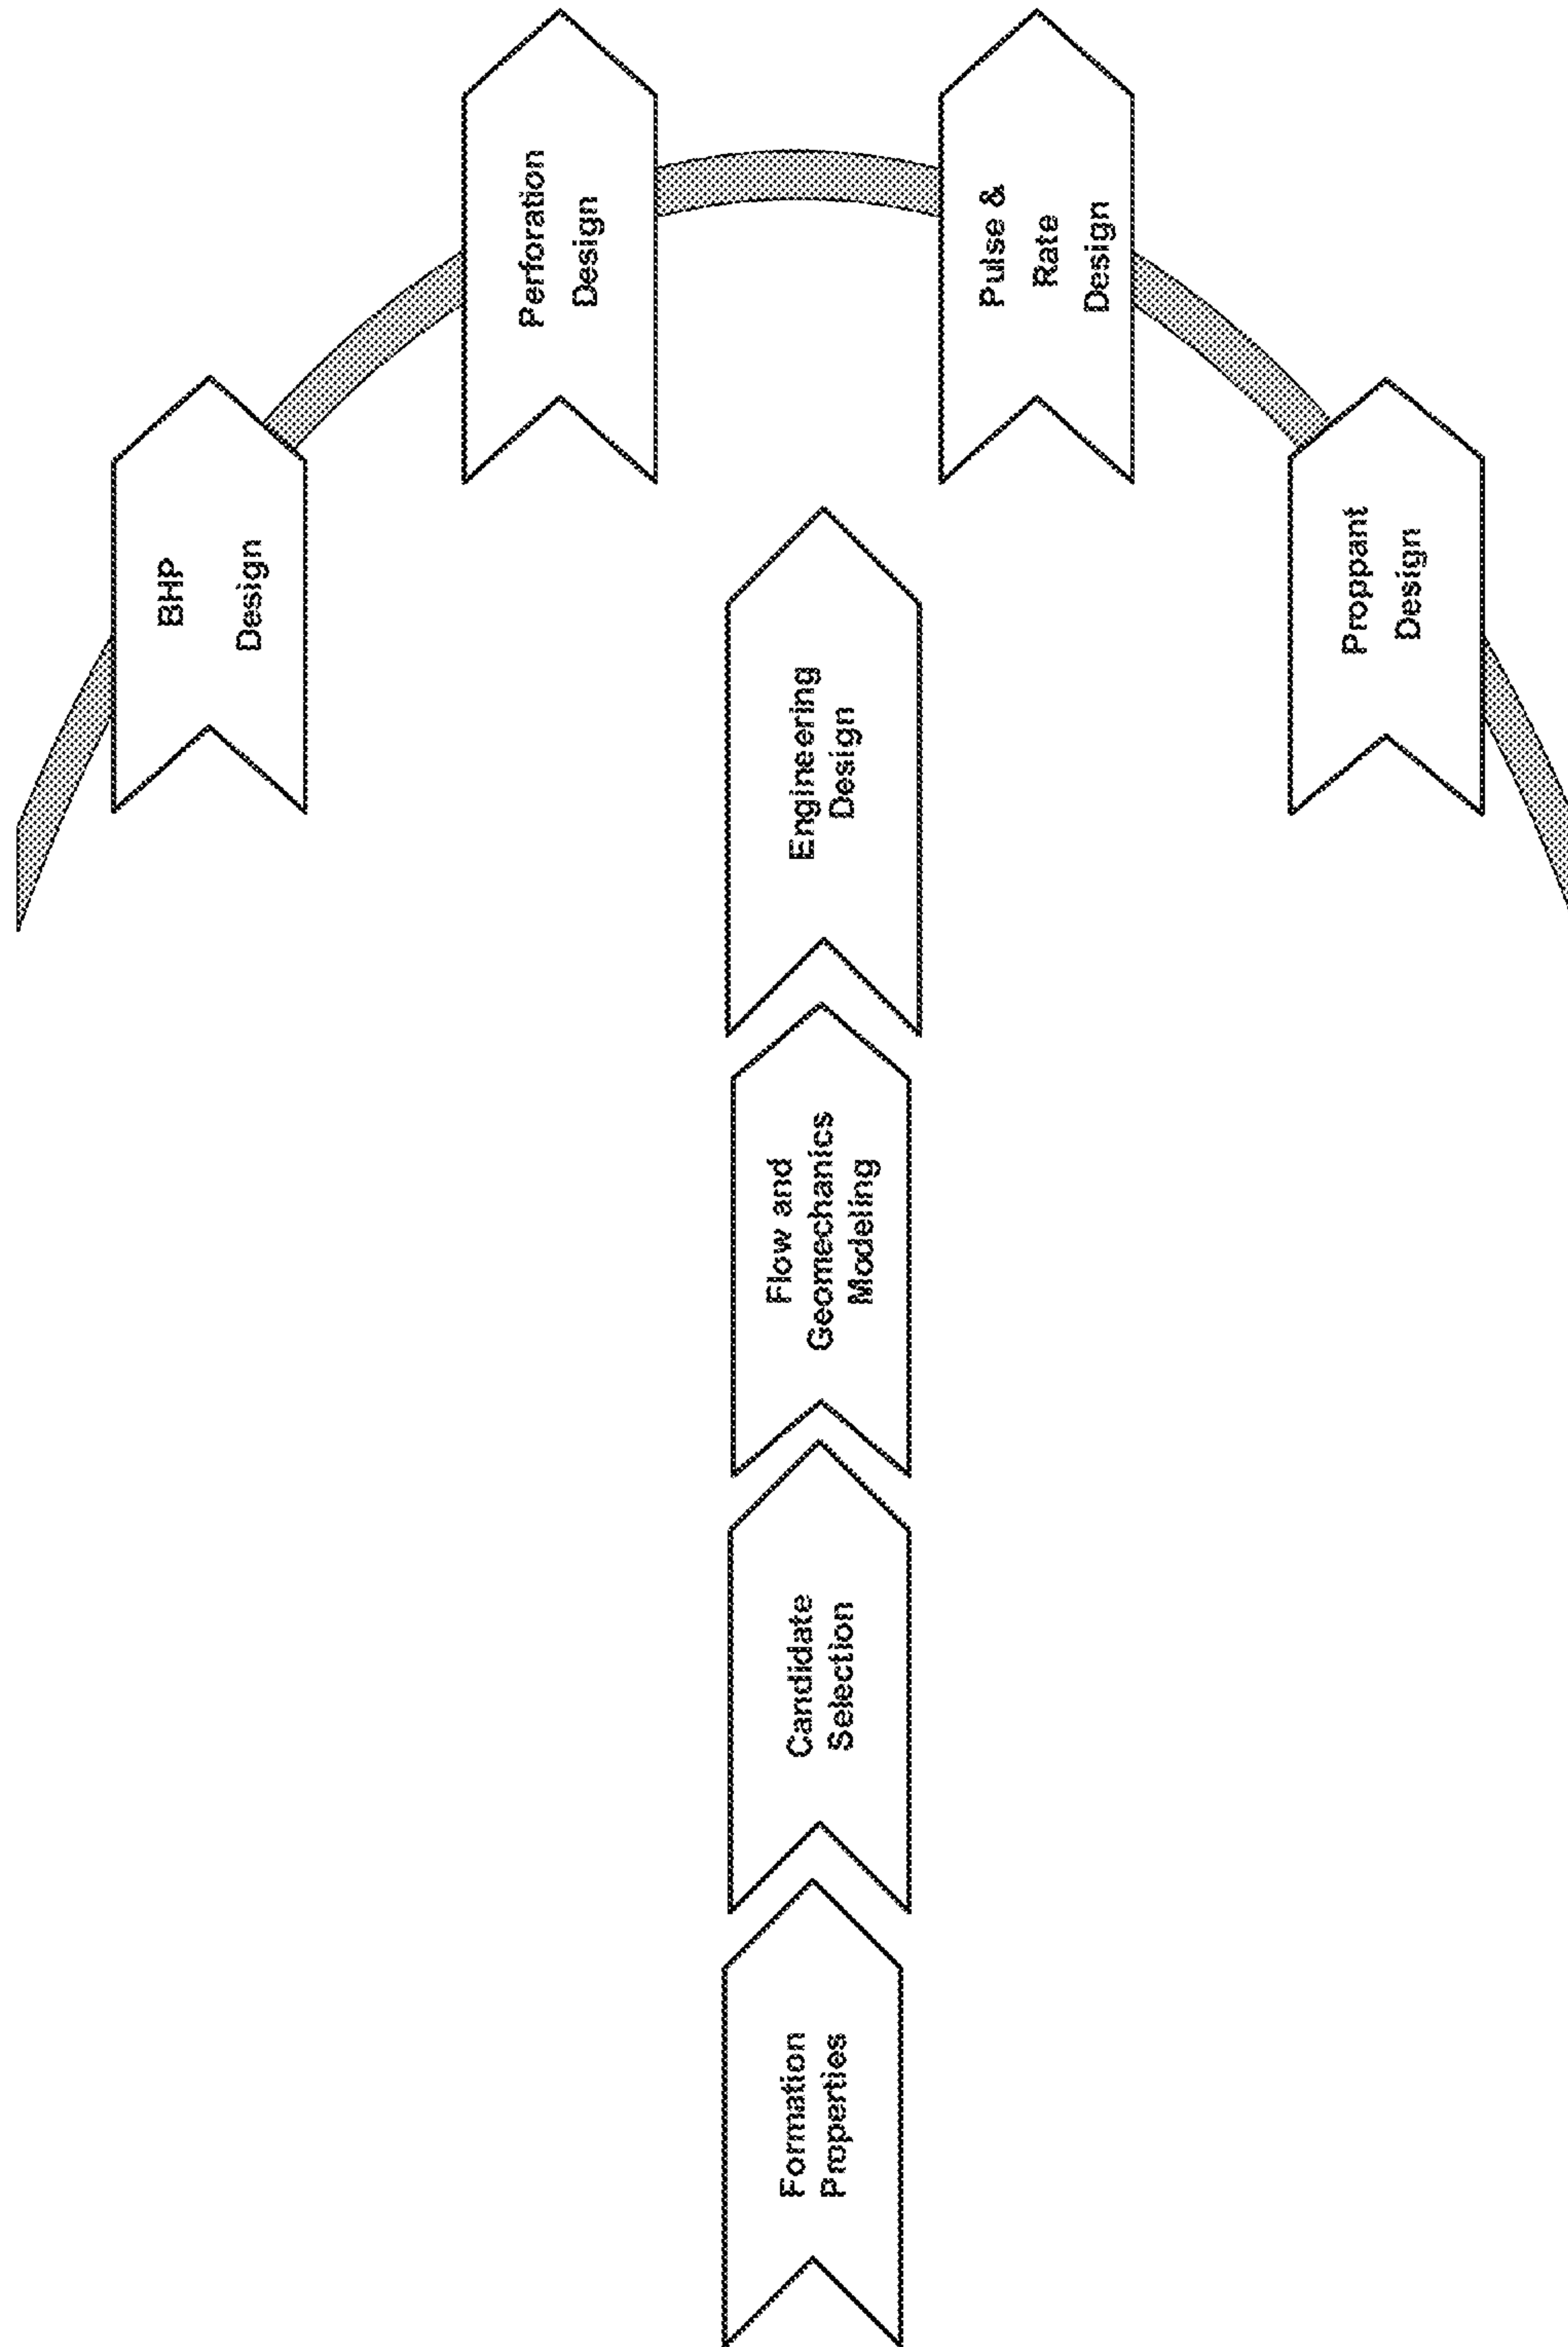 Formation
Properties
Candidate
Selection
Flow and
Geomechanics
Modeling
Engineering
Design
BHP
Design
Perforation
Design
Pulse &
Rate
Design
Proppant
Design